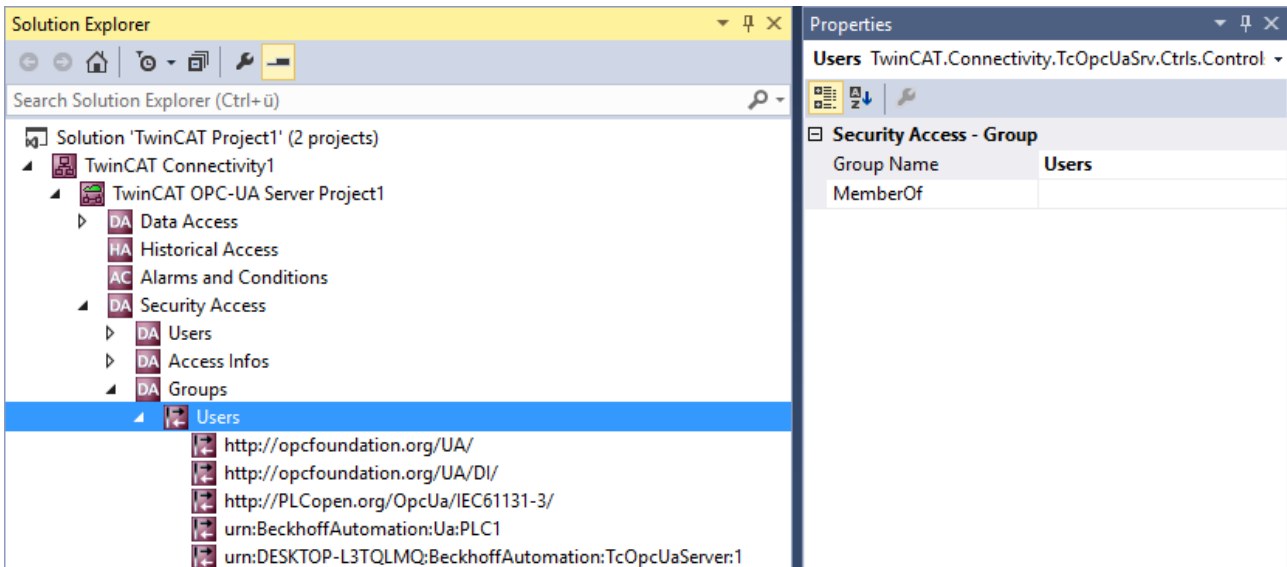 Solution Explorer
Search Solution Explorer (Ctrl+ü)
Solution 'TwinCAT Project1' (2 projects)
TwinCAT Connectivity1
TwinCAT OPC-UA Server Project1
DA Data Access
HA Historical Access
AC Alarms and Conditions
DA Security Access
DA Users
DA Access Infos
DA Groups
Users
http://opcfoundation.org/UA/
http://opcfoundation.org/UA/DI/
http://PLCopen.org/OpcUa/IEC61131-3/
urn:BeckhoffAutomation:Ua:PLC1
urn:DESKTOP-L3TQLMQ:BeckhoffAutomation:TcOpcUaServer:1
Properties
Users TwinCAT.Connectivity.TcOpcUaSrv.Ctrls.Control
Security Access - Group
Group Name Users
MemberOf